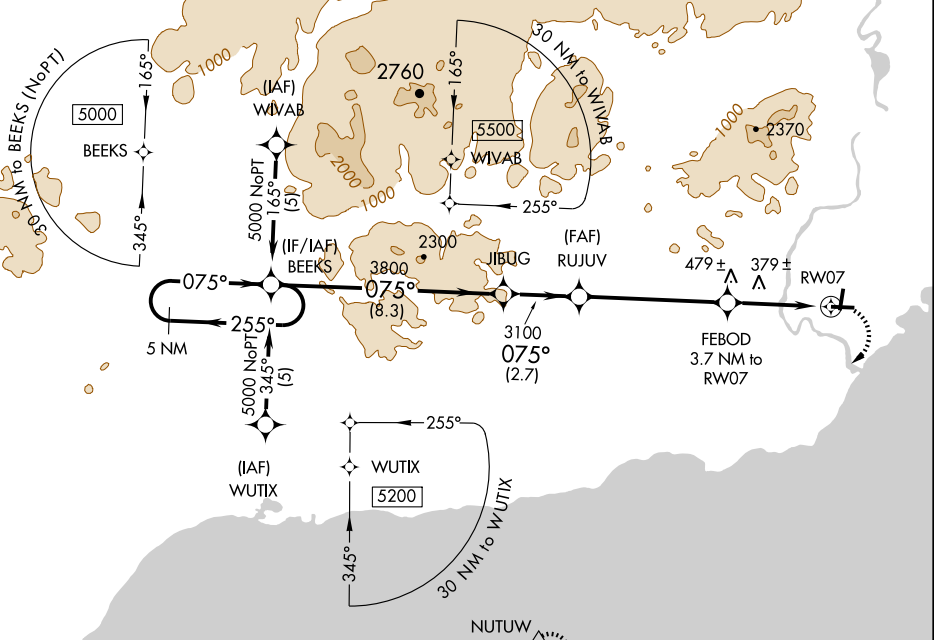 30 NM to BEEKS (NoPT)
5000
BEEKS
165°
345°
1000
(IAF)
WIVAB
5000 NoPT
165°
(5)
2760
2000
1000
165°
5500
WIVAB
255°
30 NM to WIVAB
1000
2370
(IF/IAF)
BEEKS
075°
255°
5 NM
5000 NoPT
345°
(5)
(IAF)
WUTIX
2300
3800
075°
(8.3)
JIBUG
3100
075°
(2.7)
(FAF)
RUJUV
479 ±
379 ±
RW07
FEBOD
3.7 NM to
RW07
255°
WUTIX
5200
345°
30 NM to WUTIX
NUTUW